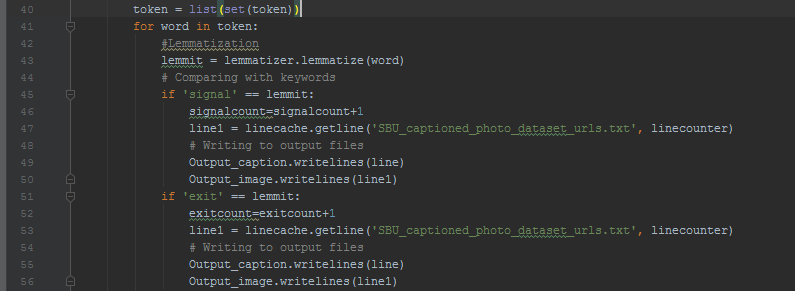 40 token = list(set(token))
41 for word in token:
42 #Lemmatization
43 lemmit = lemmatizer.lemmatize(word)
44 # Comparing with keywords
45 if 'signal' == lemmit:
46 signalcount=signalcount+1
47 line1 = linecache.getline('SBU_captioned_photo_dataset_urls.txt', linecounter)
48 # Writing to output files
49 Output_caption.writelines(line)
50 Output_image.writelines(line1)
51 if 'exit' == lemmit:
52 exitcount=exitcount+1
53 line1 = linecache.getline('SBU_captioned_photo_dataset_urls.txt', linecounter)
54 # Writing to output files
55 Output_caption.writelines(line)
56 Output_image.writelines(line1)